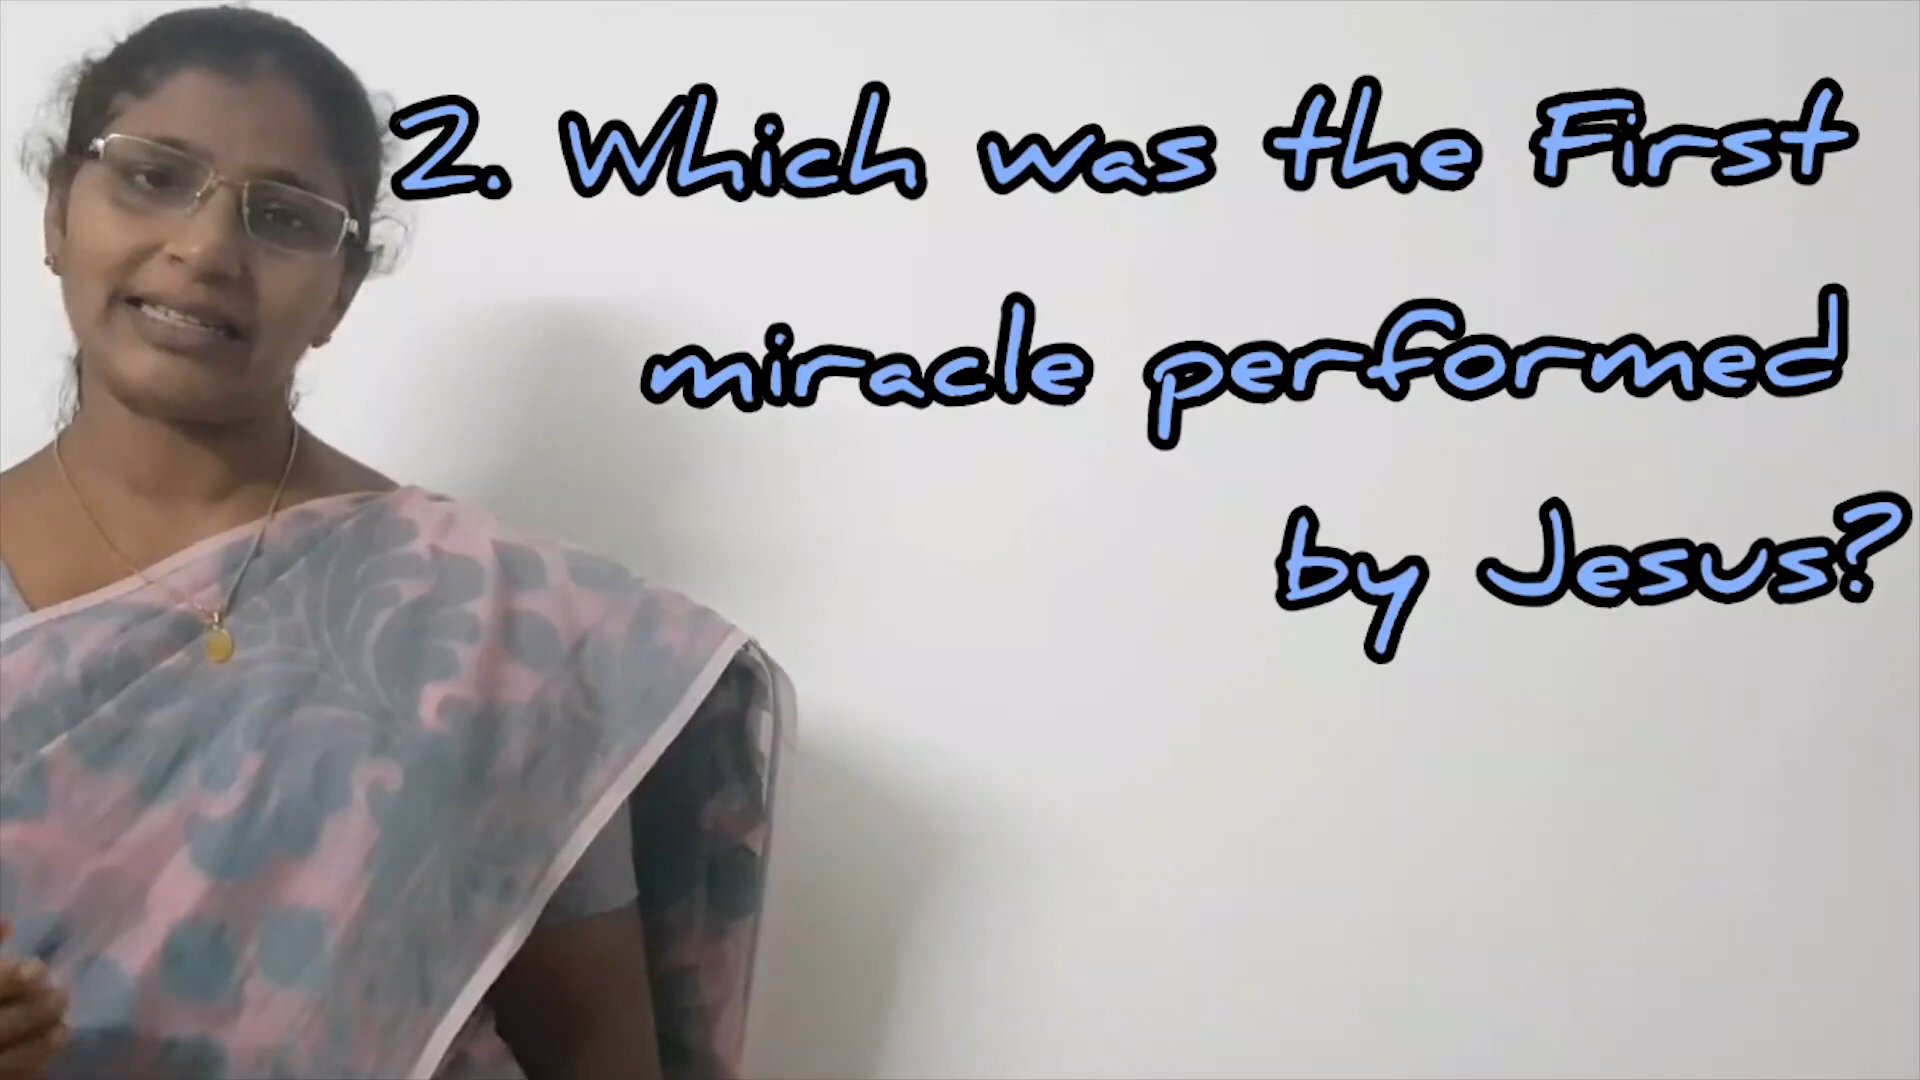 2. Which was the First
miracle performed
by Jesus?